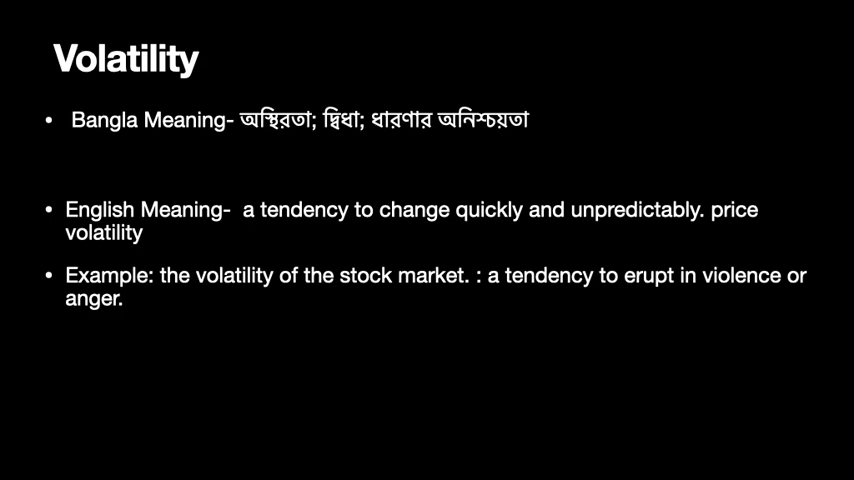 Volatility
• Bangla Meaning- অস্থিরতা; দ্বিধা; ধারণার অনিশ্চয়তা
• English Meaning- a tendency to change quickly and unpredictably. price
volatility
• Example: the volatility of the stock market. : a tendency to erupt in violence or
anger.